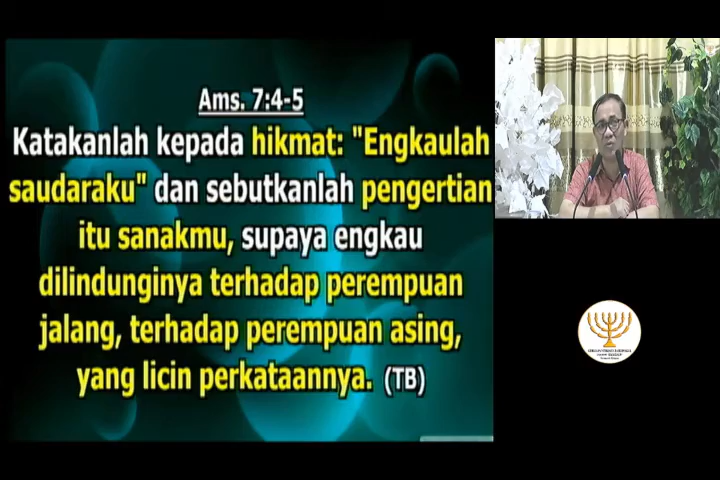 Ams. 7:4-5
Katakanlah kepada hikmat: "Engkaulah
saudaraku" dan sebutkanlah pengertian
itu sanakmu, supaya engkau
dilindunginya terhadap perempuan
jalang, terhadap perempuan asing,
yang licin perkataannya. (TB)